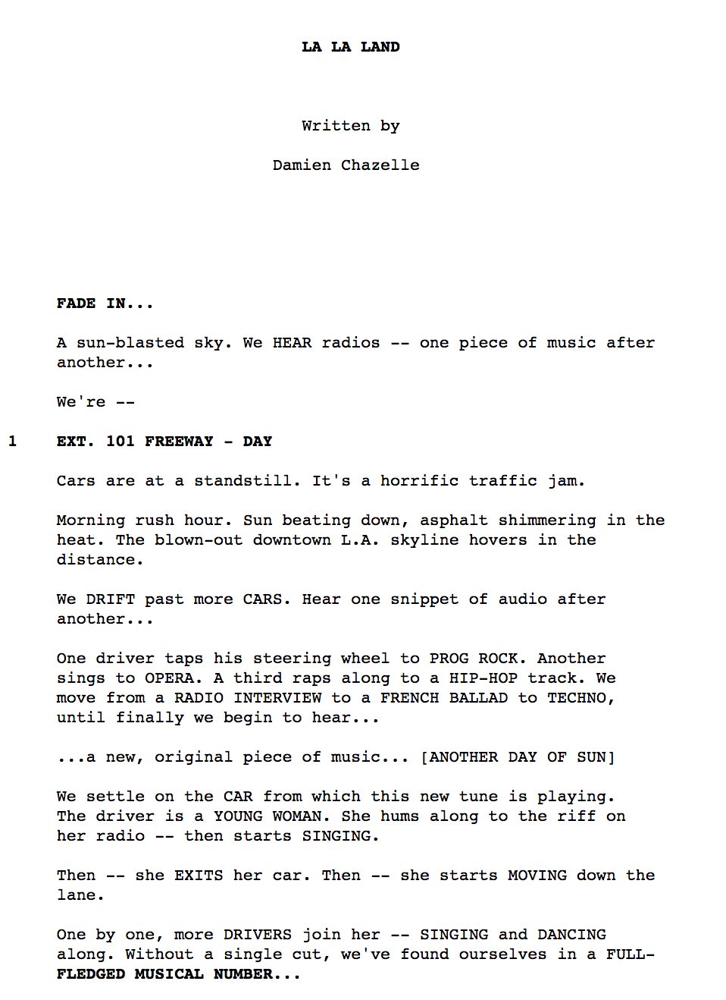 LA LA LAND
Written by
Damien Chazelle
FADE IN...
A sun-blasted sky. We HEAR radios -- one piece of music after
another...
We're --
1 EXT. 101 FREEWAY - DAY
Cars are at a standstill. It's a horrific traffic jam.
Morning rush hour. Sun beating down, asphalt shimmering in the
heat. The blown-out downtown L.A. skyline hovers in the
distance.
We DRIFT past more CARS. Hear one snippet of audio after
another...
One driver taps his steering wheel to PROG ROCK. Another
sings to OPERA. A third raps along to a HIP-HOP track. We
move from a RADIO INTERVIEW to a FRENCH BALLAD to TECHNO,
until finally we begin to hear...
...a new, original piece of music... [ANOTHER DAY OF SUN]
We settle on the CAR from which this new tune is playing.
The driver is a YOUNG WOMAN. She hums along to the riff on
her radio -- then starts SINGING.
Then -- she EXITS her car. Then -- she starts MOVING down the
lane.
One by one, more DRIVERS join her -- SINGING and DANCING
along. Without a single cut, we've found ourselves in a FULL-
FLEDGED MUSICAL NUMBER...